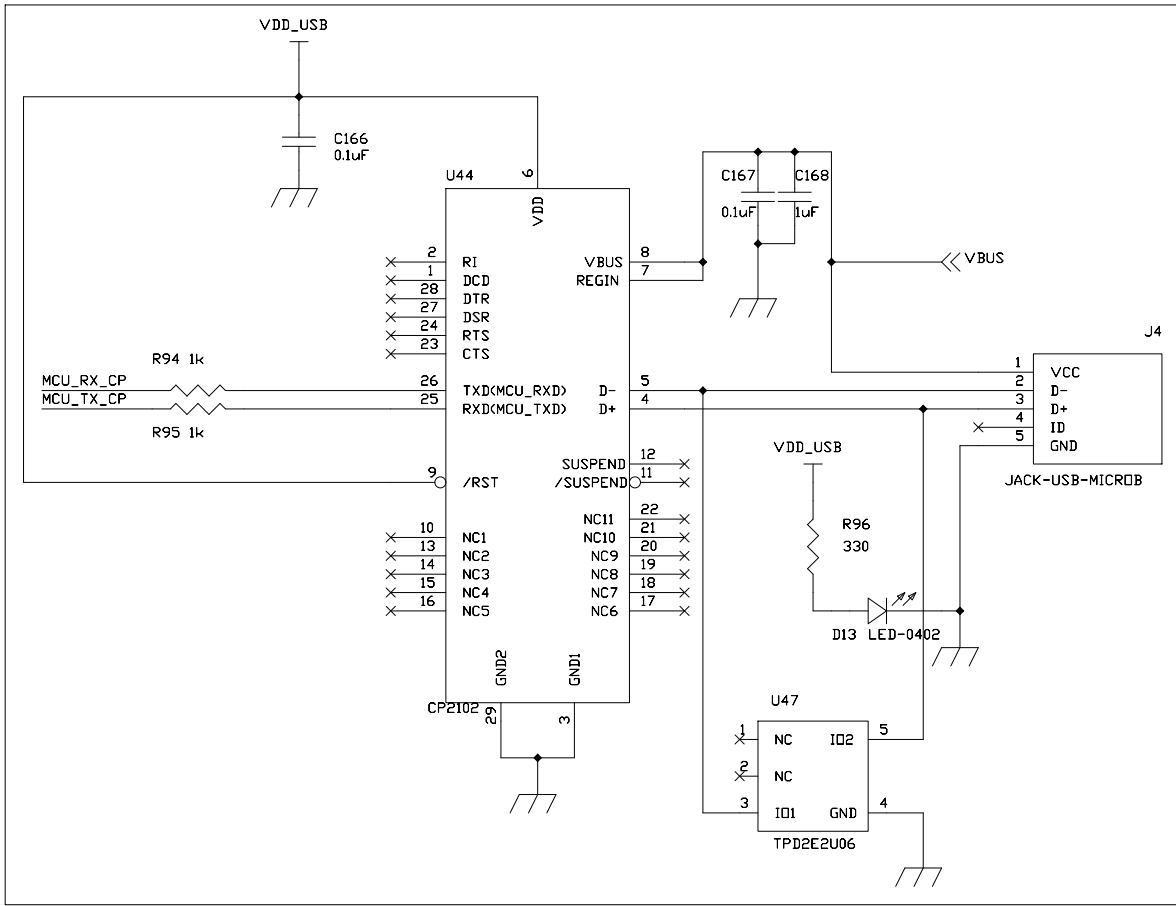 VDD_USB
C166
0.1uF
U44
6
VDD
C167
0.1uF
C168
1uF
2 RI
1 DCD
28 DTR
27 DSR
24 RTS
23 CTS
VBUS 8
REGIN 7
VBUS
J4
R94 1k
MCU_RX_CP
MCU_TX_CP
R95 1k
26 TXD(MCU_RXD)
25 RXD(MCU_TXD)
D- 5
D+ 4
1 VCC
2 D-
3 D+
4 ID
5 GND
JACK-USB-MICROB
VDD_USB
9 /RST
SUSPEND 12
/SUSPEND 11
R96
330
10 NC1
13 NC2
14 NC3
15 NC4
16 NC5
NC11 22
NC10 21
NC9 20
NC8 19
NC7 18
NC6 17
D13 LED-0402
GND2
GND1
CP2102
29
3
U47
1 NC
2 NC
3 IO1
IO2 5
GND 4
TPD2E2U06